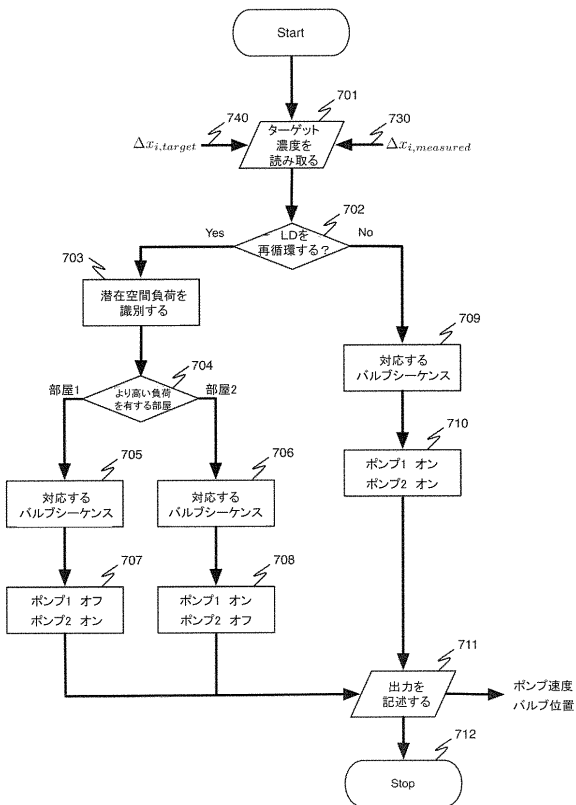 Start
701
740
ターゲット
濃度を
読み取る
730
Δx_{i,target}
Δx_{i,measured}
702
Yes
LDを
再循環する？
No
703
潜在空間負荷を
識別する
709
対応する
バルブシーケンス
704
部屋1
より高い負荷
を有する部屋
部屋2
710
ポンプ1 オン
ポンプ2 オン
705
対応する
バルブシーケンス
706
対応する
バルブシーケンス
707
ポンプ1 オフ
ポンプ2 オン
708
ポンプ1 オン
ポンプ2 オフ
711
出力を
記述する
ポンプ速度
バルブ位置
712
Stop